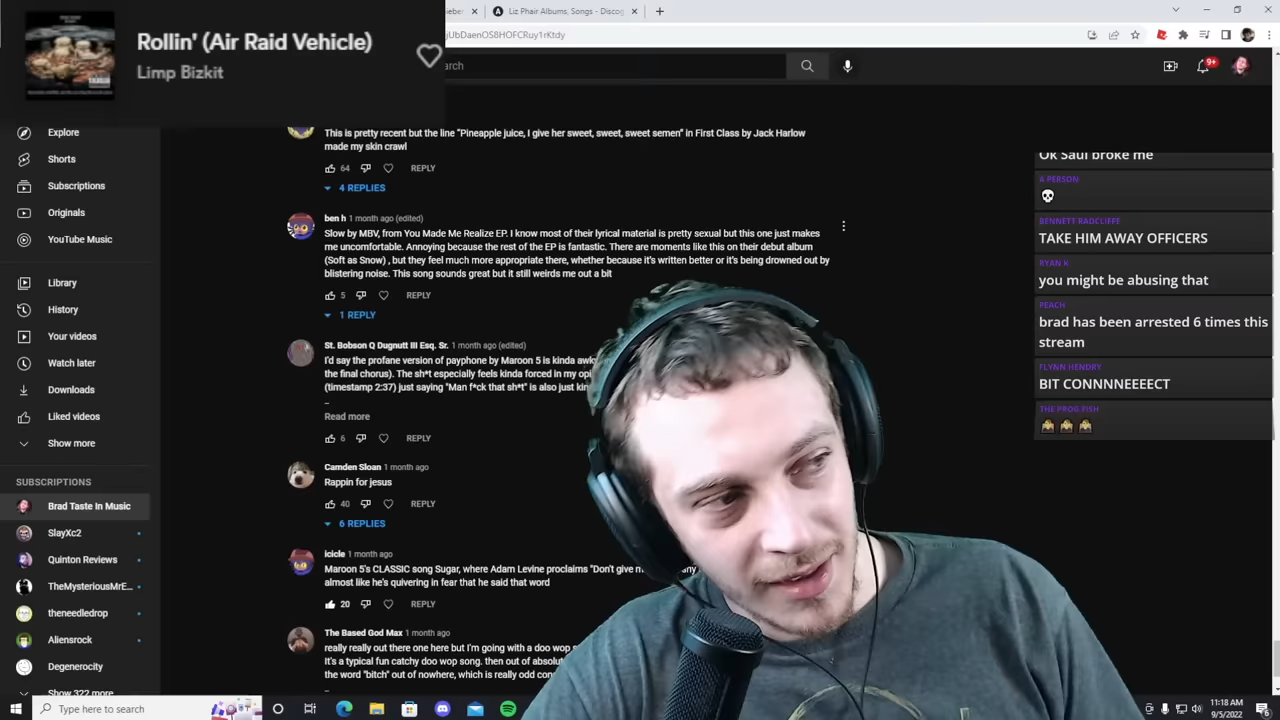 Rollin' (Air Raid Vehicle)
Limp Bizkit
Liz Phair Albums, Songs - Discog
jUbDaenOS8HOFCRuy1rKtdy
arch
9+
Explore
Shorts
Subscriptions
Originals
YouTube Music
Library
History
Your videos
Watch later
Downloads
Liked videos
Show more
SUBSCRIPTIONS
Brad Taste In Music
SlayXc2
Quinton Reviews
TheMysteriousMrE...
theneedledrop
Aliensrock
Degenerocity
Show 322 more
This is pretty recent but the line "Pineapple juice, I give her sweet, sweet, sweet semen" in First Class by Jack Harlow
made my skin crawl
64 REPLY
4 REPLIES
ben h 1 month ago (edited)
Slow by MBV, from You Made Me Realize EP. I know most of their lyrical material is pretty sexual but this one just makes
me uncomfortable. Annoying because the rest of the EP is fantastic. There are moments like this on their debut album
(Soft as Snow) , but they feel much more appropriate there, whether because it's written better or it's being drowned out by
blistering noise. This song sounds great but it still weirds me out a bit
5 REPLY
1 REPLY
St. Bobson Q Dugnutt III Esq. Sr. 1 month ago (edited)
I'd say the profane version of payphone by Maroon 5 is kinda
the final chorus). The sh*t especially feels kinda forced in my
(timestamp 2:37) just saying "Man f*ck that sh*t" is also just
–
Read more
6 REPLY
Camden Sloan 1 month ago
Rappin for jesus
40 REPLY
6 REPLIES
icicle 1 month ago
Maroon 5's CLASSIC song Sugar, where Adam Levine proclaims "Don't give
almost like he's quivering in fear that he said that word
20 REPLY
The Based God Max 1 month ago
really really out there one here but I'm going with a doo wop
It's a typical fun catchy doo wop song. then out of
the word "bitch" out of nowhere, which is really odd
Ok Saul broke me
A PERSON
BENNETT RADCLIFFE
TAKE HIM AWAY OFFICERS
RYAN K
you might be abusing that
PEACH
brad has been arrested 6 times this
stream
FLYNN HENDRY
BIT CONNNNEEEECT
THE FROG FISH
Type here to search
11:18 AM
9/5/2022